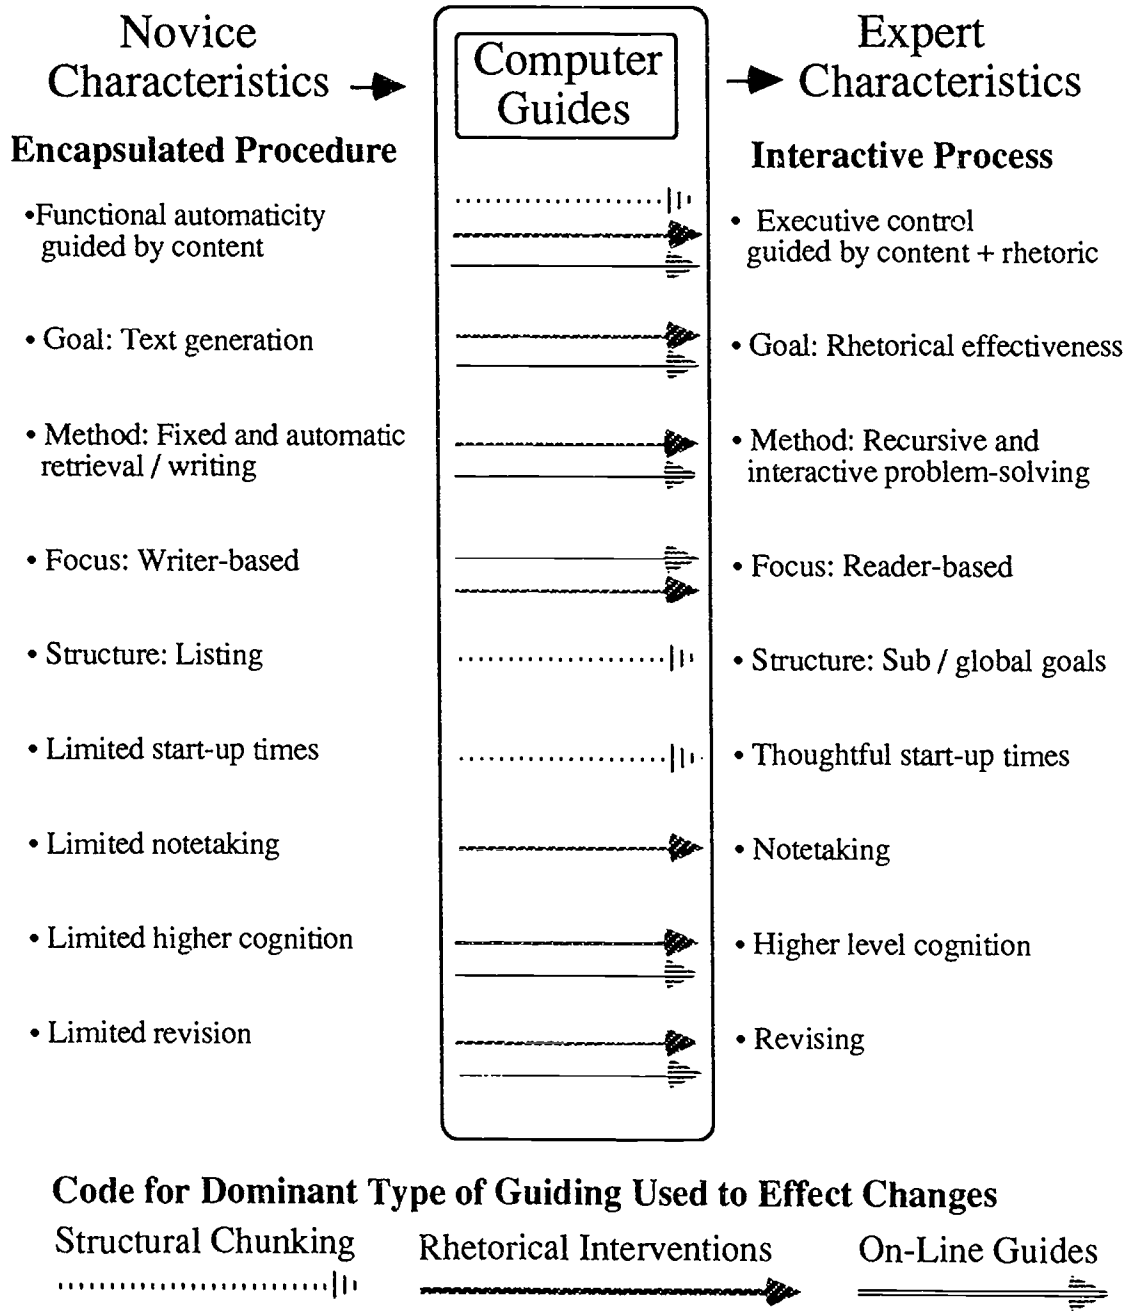 Novice
Characteristics
Computer
Guides
Expert
Characteristics
Encapsulated Procedure
Interactive Process
•Functional automaticity
guided by content
• Executive control
guided by content + rhetoric
• Goal: Text generation
• Goal: Rhetorical effectiveness
• Method: Fixed and automatic
retrieval / writing
• Method: Recursive and
interactive problem-solving
• Focus: Writer-based
• Focus: Reader-based
• Structure: Listing
• Structure: Sub / global goals
• Limited start-up times
• Thoughtful start-up times
• Limited notetaking
• Notetaking
• Limited higher cognition
• Higher level cognition
• Limited revision
• Revising
Code for Dominant Type of Guiding Used to Effect Changes
Structural Chunking
Rhetorical Interventions
On-Line Guides